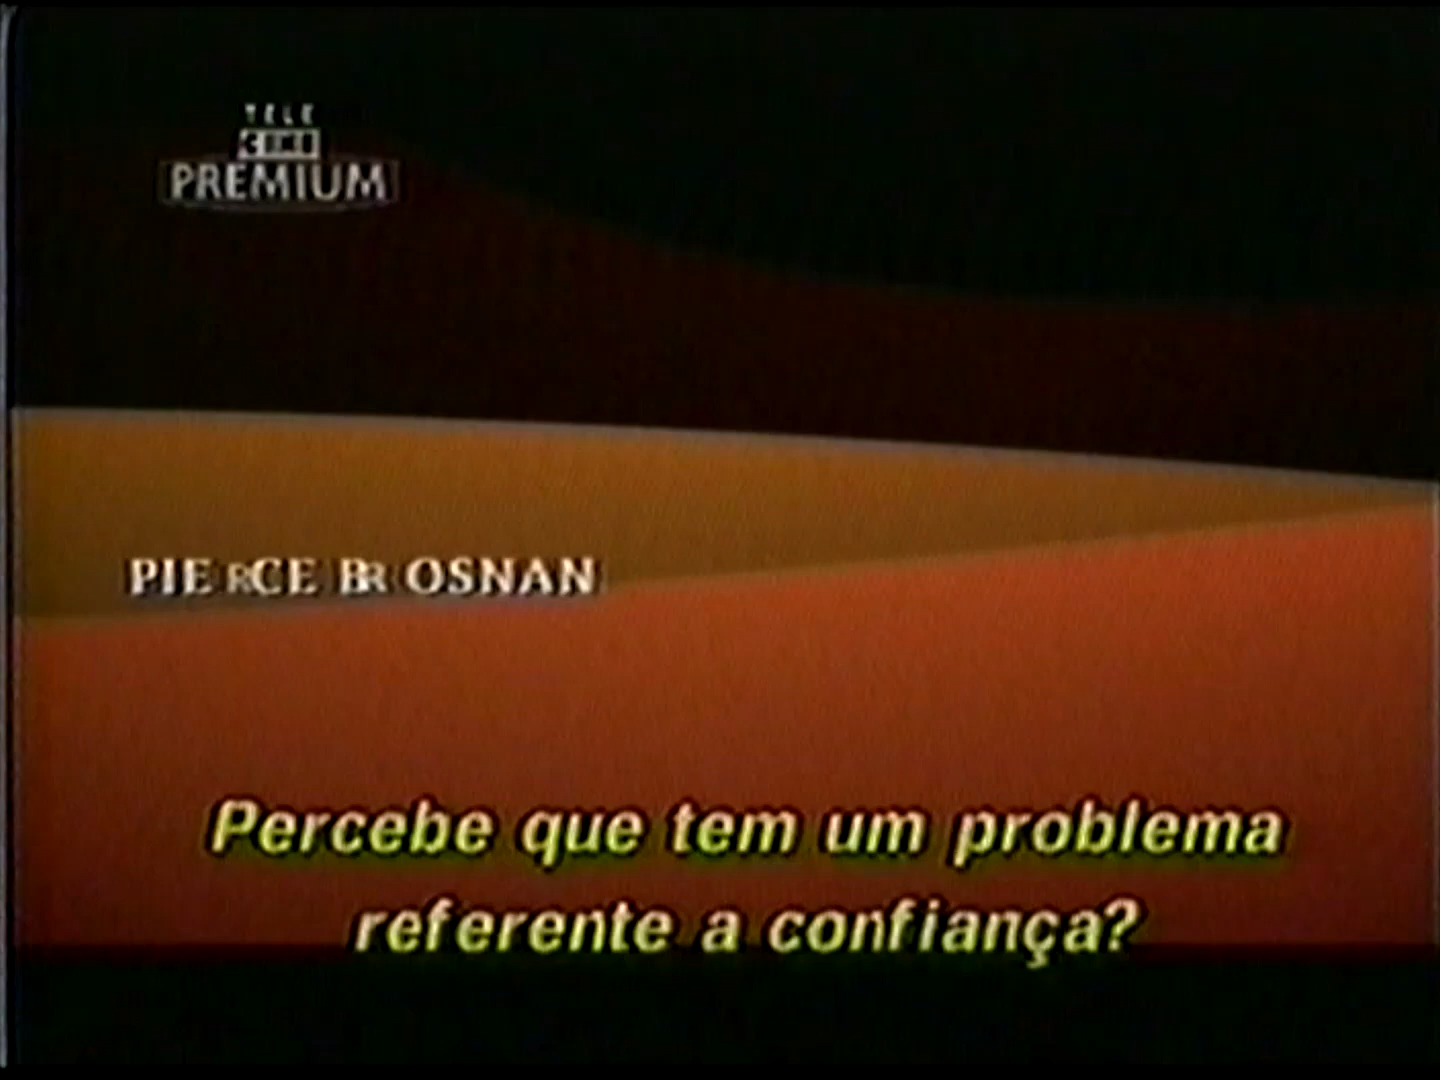 TELE
CINE
PREMIUM
PIERCE BROSNAN
Percebe que tem um problema
referente a confiança?